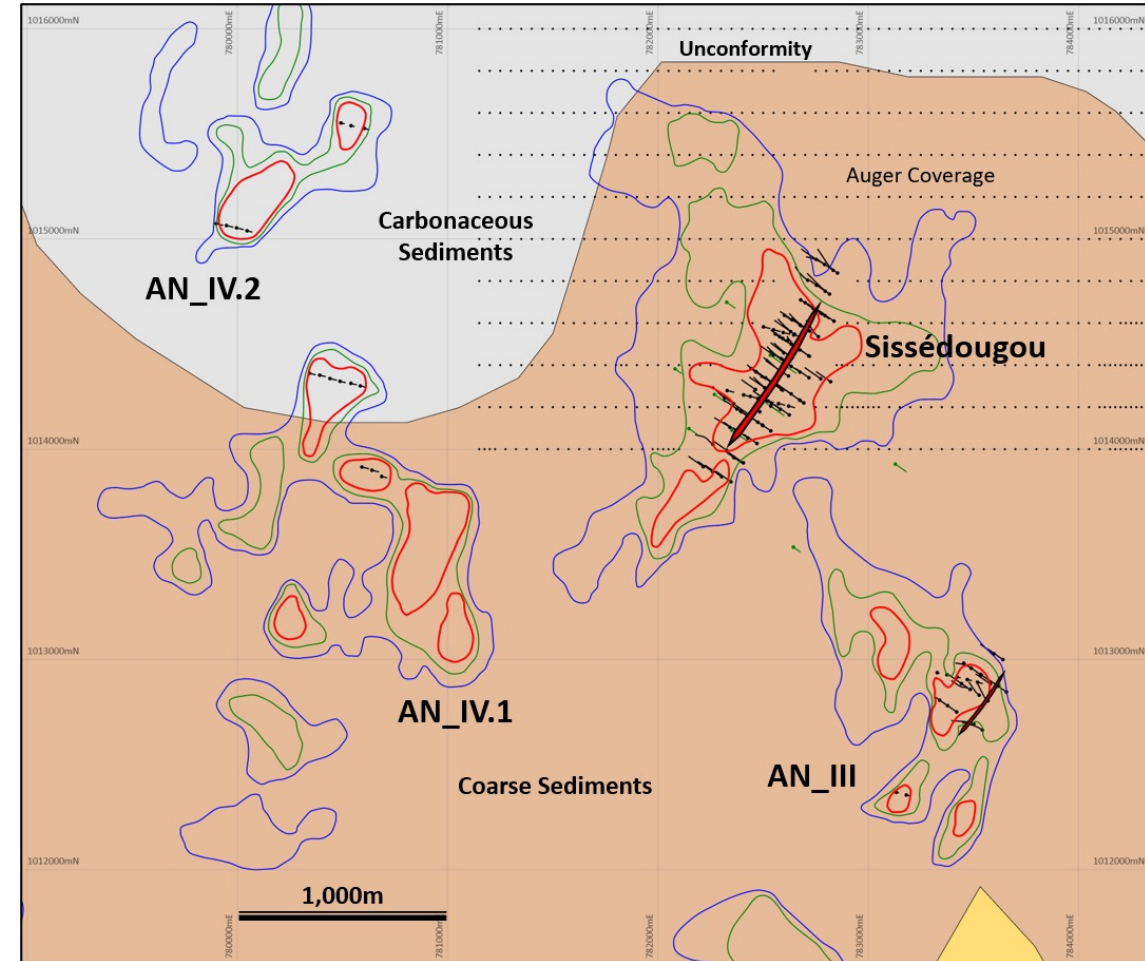 1016000mN
780000mE
781000mE
782000mE
783000mE
784000mE
1016000mN
Unconformity
Auger Coverage
Carbonaceous
Sediments
1015000mN
1015000mN
AN_IV.2
Sissédougou
1014000mN
1014000mN
1013000mN
1013000mN
AN_IV.1
AN_III
Coarse Sediments
1012000mN
1012000mN
1,000m
780000mE
781000mE
782000mE
783000mE
784000mE